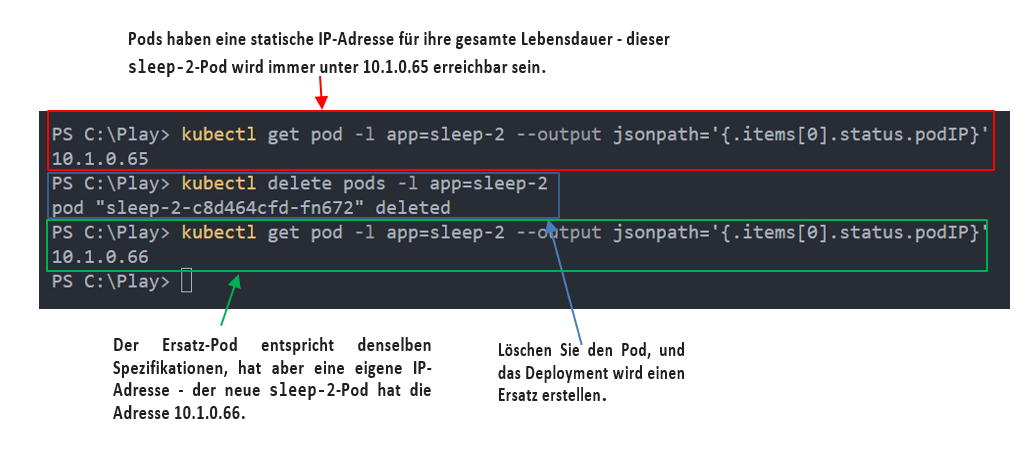 Pods haben eine statische IP-Adresse für ihre gesamte Lebensdauer - dieser
sleep-2-Pod wird immer unter 10.1.0.65 erreichbar sein.
PS C:\Play> kubectl get pod -l app=sleep-2 --output jsonpath='{.items[0].status.podIP}'
10.1.0.65
PS C:\Play> kubectl delete pods -l app=sleep-2
pod "sleep-2-c8d464cfd-fn672" deleted
PS C:\Play> kubectl get pod -l app=sleep-2 --output jsonpath='{.items[0].status.podIP}'
10.1.0.66
PS C:\Play>
Der Ersatz-Pod entspricht denselben
Spezifikationen, hat aber eine eigene IP-
Adresse - der neue sleep-2-Pod hat die
Adresse 10.1.0.66.
Löschen Sie den Pod, und
das Deployment wird einen
Ersatz erstellen.